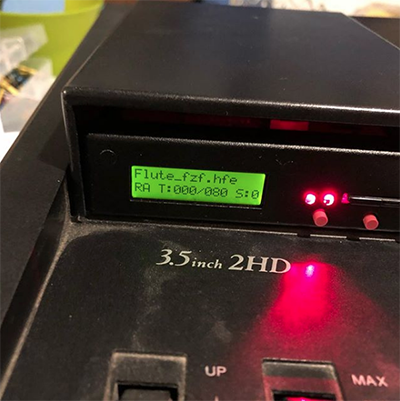 Flute_fzf.hfe
RA T:000/080 S:0
3.5inch 2HD
UP
MAX